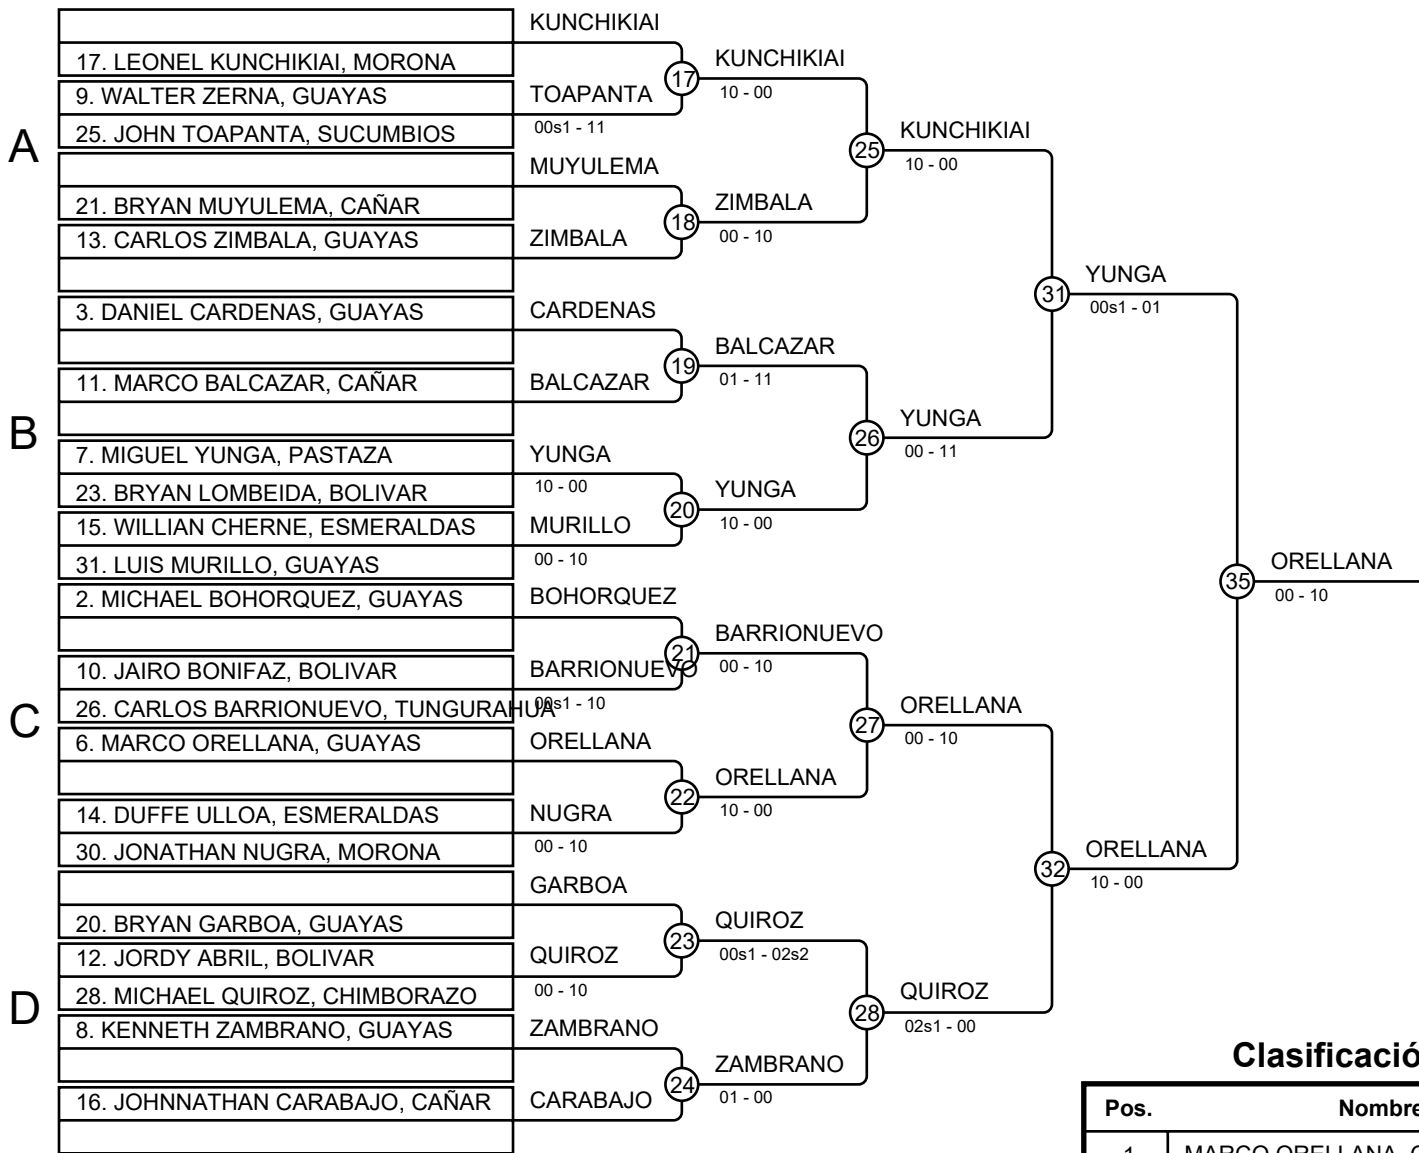 KUNCHIKIAI
17. LEONEL KUNCHIKIAI, MORONA
17
KUNCHIKIAI
10 - 00
9. WALTER ZERNA, GUAYAS
TOAPANTA
00s1 - 11
25. JOHN TOAPANTA, SUCUMBIOS
A
25
KUNCHIKIAI
10 - 00
MUYULEMA
21. BRYAN MUYULEMA, CAÑAR
18
ZIMBALA
00 - 10
13. CARLOS ZIMBALA, GUAYAS
ZIMBALA
31
YUNGA
00s1 - 01
3. DANIEL CARDENAS, GUAYAS
CARDENAS
19
BALCAZAR
01 - 11
11. MARCO BALCAZAR, CAÑAR
BALCAZAR
B
26
YUNGA
00 - 11
7. MIGUEL YUNGA, PASTAZA
YUNGA
10 - 00
23. BRYAN LOMBEIDA, BOLIVAR
20
YUNGA
10 - 00
15. WILLIAN CHERNE, ESMERALDAS
MURILLO
00 - 10
31. LUIS MURILLO, GUAYAS
35
ORELLANA
00 - 10
2. MICHAEL BOHORQUEZ, GUAYAS
BOHORQUEZ
21
BARRIONUEVO
00 - 10
10. JAIRO BONIFAZ, BOLIVAR
BARRIONUEVO
00s1 - 10
26. CARLOS BARRIONUEVO, TUNGURAHUA
C
27
ORELLANA
00 - 10
6. MARCO ORELLANA, GUAYAS
ORELLANA
22
ORELLANA
10 - 00
14. DUFFE ULLOA, ESMERALDAS
NUGRA
00 - 10
30. JONATHAN NUGRA, MORONA
32
ORELLANA
10 - 00
GARBOA
20. BRYAN GARBOA, GUAYAS
23
QUIROZ
00s1 - 02s2
12. JORDY ABRIL, BOLIVAR
QUIROZ
00 - 10
28. MICHAEL QUIROZ, CHIMBORAZO
D
28
QUIROZ
02s1 - 00
8. KENNETH ZAMBRANO, GUAYAS
ZAMBRANO
24
ZAMBRANO
01 - 00
16. JOHNNATHAN CARABAJO, CAÑAR
CARABAJO
Clasificació
Pos. Nombre
1 MARCO ORELLANA,